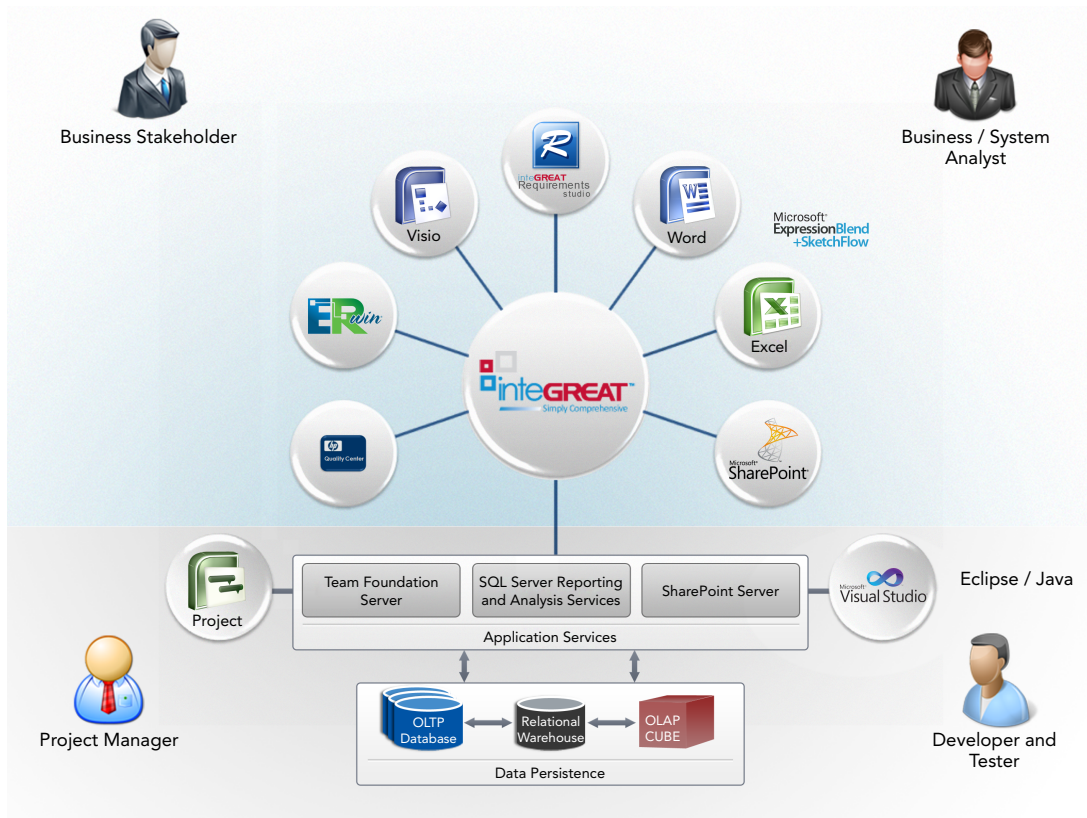 Business Stakeholder
Business / System
Analyst
R
inteGREAT
Requirements
studio
Visio
W
Word
Microsoft®
ExpressionBlend
+SketchFlow
ERwin
X
Excel
inteGREAT™
Simply Comprehensive
hp
Quality Center
Microsoft®
SharePoint
Project
Team Foundation
Server
SQL Server Reporting
and Analysis Services
SharePoint Server
Application Services
Microsoft®
Visual Studio
Eclipse / Java
Project Manager
OLTP
Database
Relational
Warehouse
OLAP
CUBE
Data Persistence
Developer and
Tester